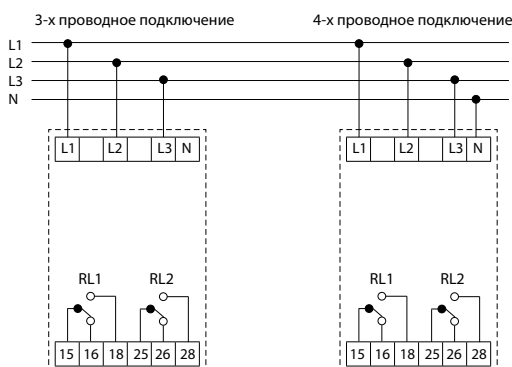 3-х проводное подключение 4-х проводное подключение
L1
L2
L3
N
L1 L2 L3 N L1 L2 L3 N
RL1 RL2 RL1 RL2
15 16 18 25 26 28 15 16 18 25 26 28